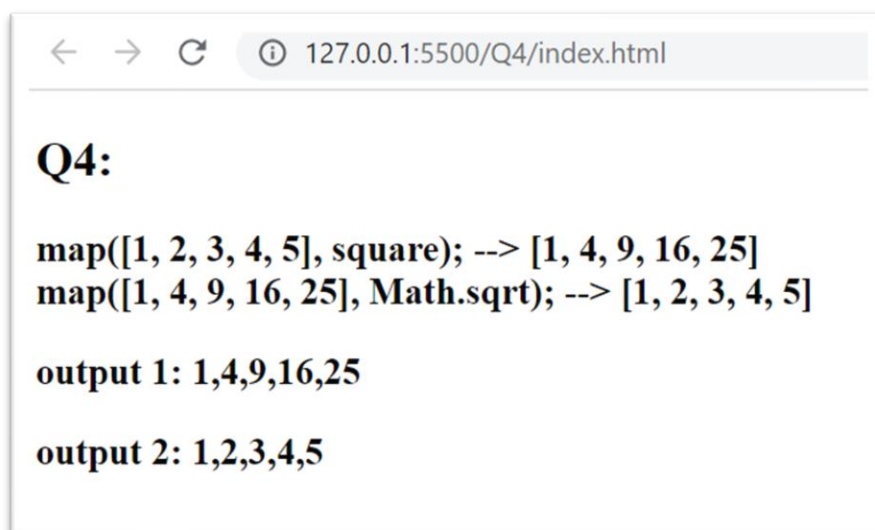 127.0.0.1:5500/Q4/index.html
Q4:
map([1, 2, 3, 4, 5], square); --> [1, 4, 9, 16, 25]
map([1, 4, 9, 16, 25], Math.sqrt); --> [1, 2, 3, 4, 5]
output 1: 1,4,9,16,25
output 2: 1,2,3,4,5